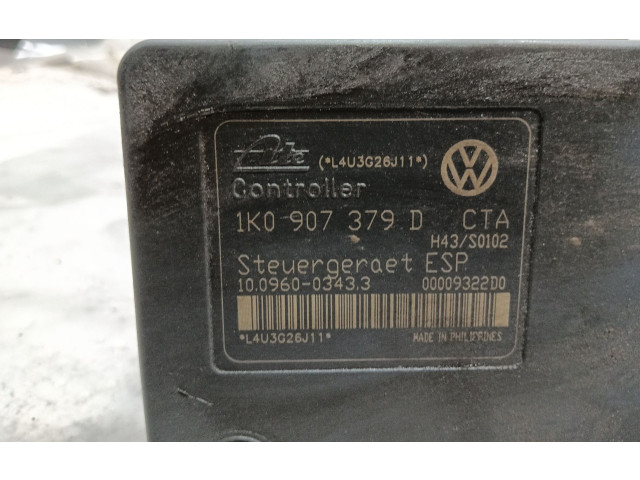 Ate (*L4U3G26J11*)
Controller
1K0 907 379 D CTA
H43/S0102
Steuergeraet ESP
10.0960-0343.3 00009322D0
*L4U3G26J11* MADE IN PHILIPPINES